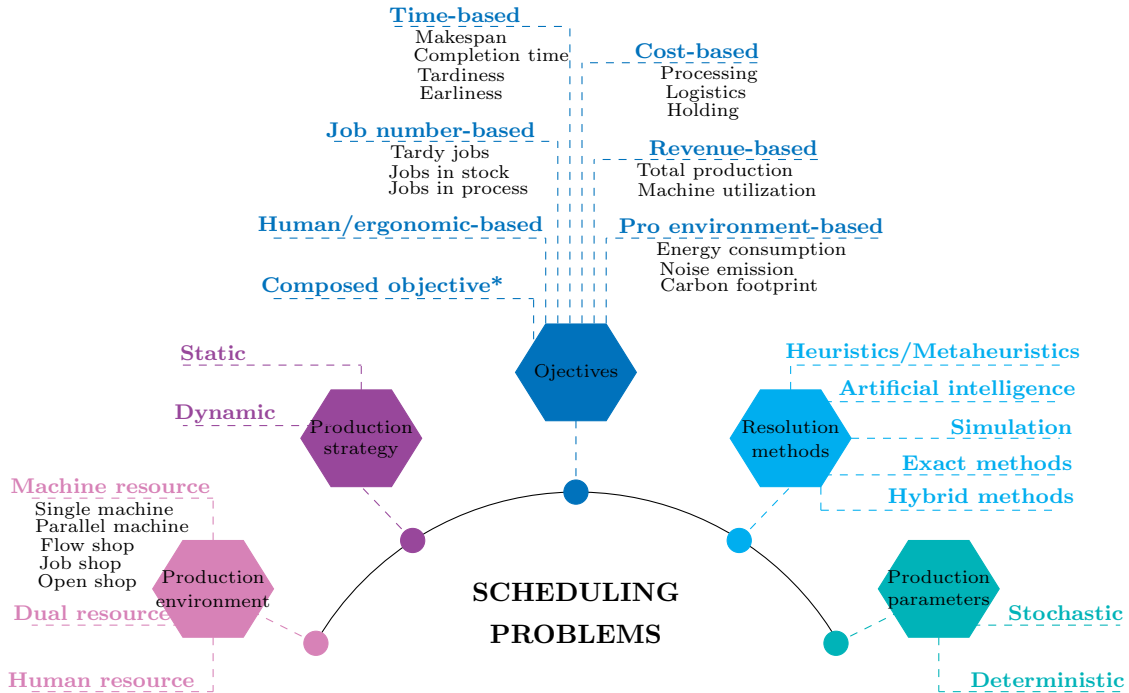 Time-based
Makespan
Completion time
Tardiness
Earliness
Cost-based
Processing
Logistics
Holding
Job number-based
Tardy jobs
Jobs in stock
Jobs in process
Revenue-based
Total production
Machine utilization
Human/ergonomic-based
Pro environment-based
Energy consumption
Noise emission
Carbon footprint
Composed objective*
Ojectives
Static
Dynamic
Production
strategy
Heuristics/Metaheuristics
Artificial intelligence
Simulation
Exact methods
Hybrid methods
Resolution
methods
Machine resource
Single machine
Parallel machine
Flow shop
Job shop
Open shop
Dual resource
Human resource
Production
environment
SCHEDULING
PROBLEMS
Production
parameters
Stochastic
Deterministic